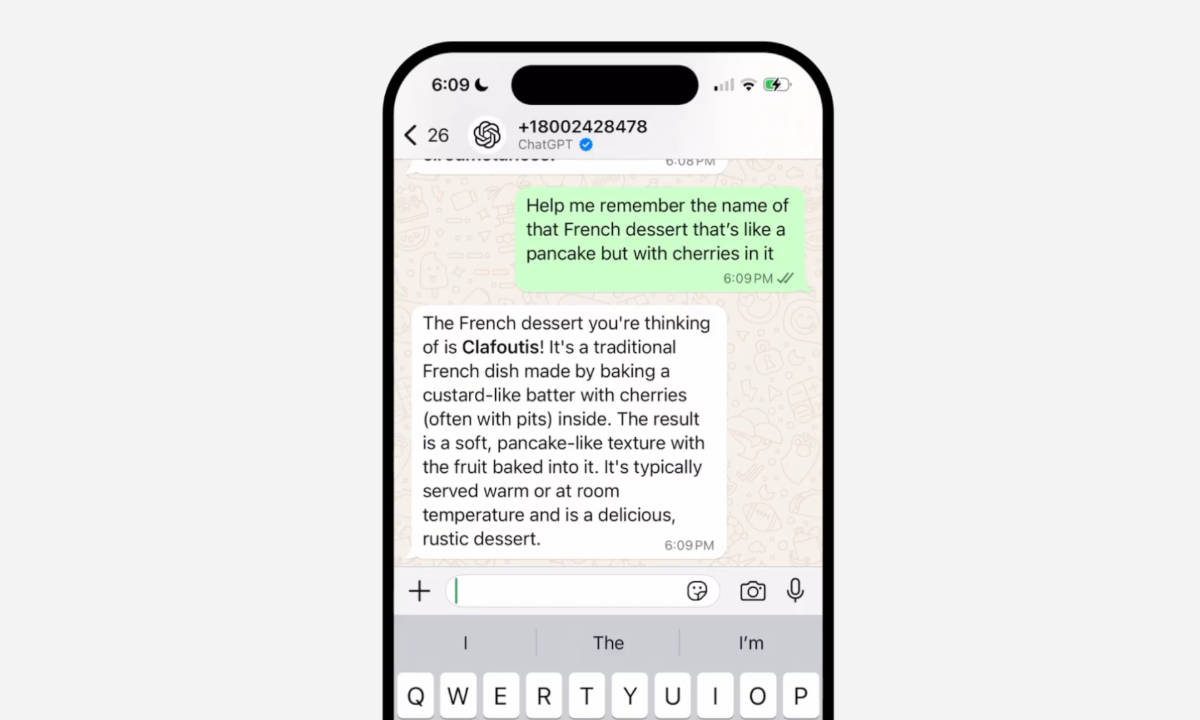 6:09
26
+18002428478
ChatGPT
circumstances.
6:08 PM
Help me remember the name of
that French dessert that’s like a
pancake but with cherries in it
6:09 PM
The French dessert you're thinking
of is Clafoutis! It's a traditional
French dish made by baking a
custard-like batter with cherries
(often with pits) inside. The result
is a soft, pancake-like texture with
the fruit baked into it. It's typically
served warm or at room
temperature and is a delicious,
rustic dessert.
6:09 PM
I The I’m
Q W E R T Y U I O P